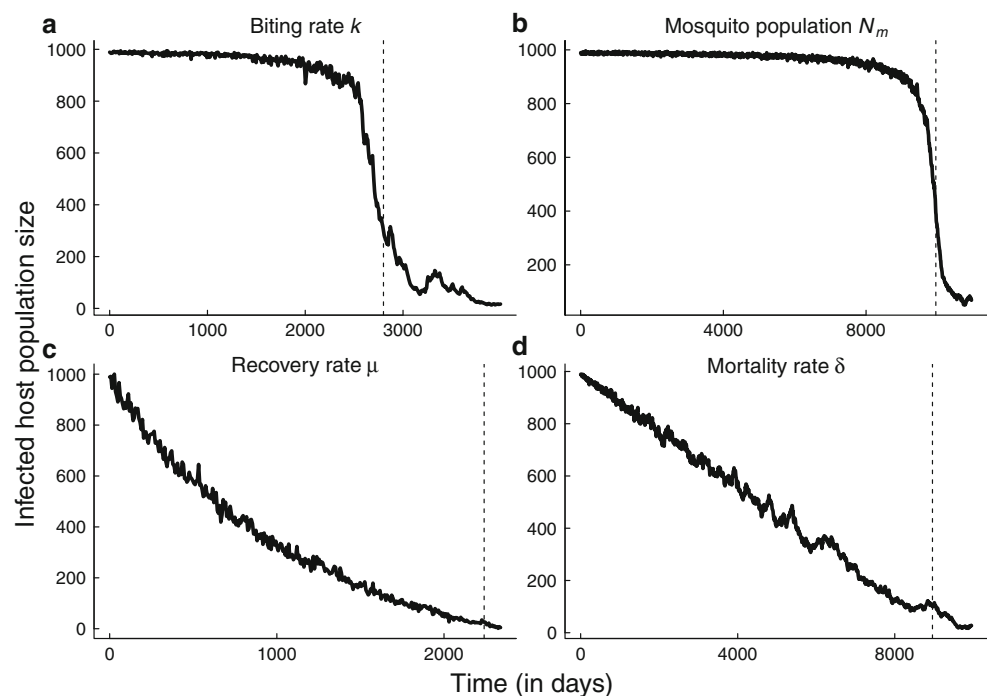 a
Biting rate k
1000
800
600
400
200
0
0 1000 2000 3000
b
Mosquito population Nm
1000
800
600
400
200
0 4000 8000
c
Recovery rate μ
1000
800
600
400
200
0
0 1000 2000
d
Mortality rate δ
1000
800
600
400
200
0
0 4000 8000
Infected host population size
Time (in days)